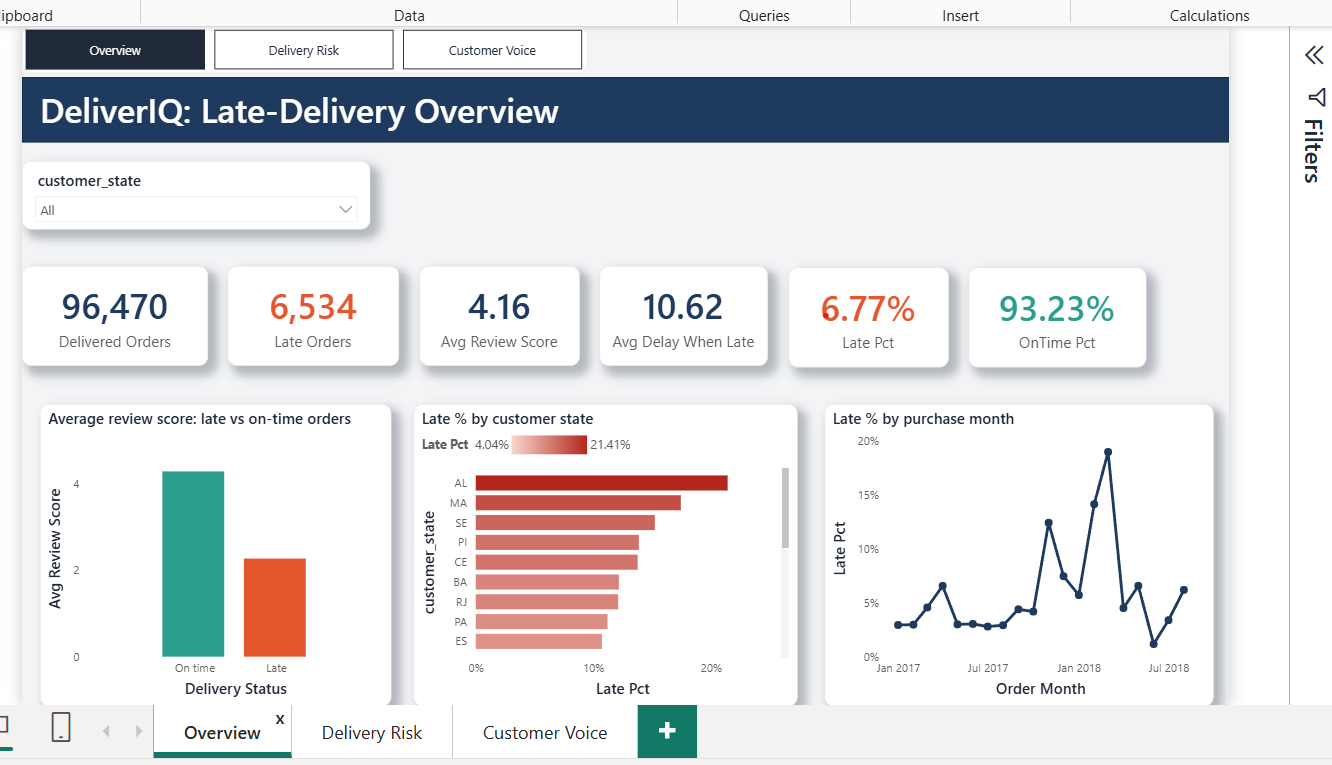 lipboard Data Queries Insert Calculations
Overview Delivery Risk Customer Voice
DeliverIQ: Late-Delivery Overview
Filters
customer_state
All
96,470 6,534 4.16 10.62 6.77% 93.23%
Delivered Orders Late Orders Avg Review Score Avg Delay When Late Late Pct OnTime Pct
Average review score: late vs on-time orders
Avg Review Score
4
2
0
On time Late
Delivery Status
Late % by customer state
Late Pct 4.04% 21.41%
customer_state
AL
MA
SE
PI
CE
BA
RJ
PA
ES
0% 10% 20%
Late Pct
Late % by purchase month
Late Pct
20%
15%
10%
5%
0%
Jan 2017 Jul 2017 Jan 2018 Jul 2018
Order Month
Overview x Delivery Risk Customer Voice +